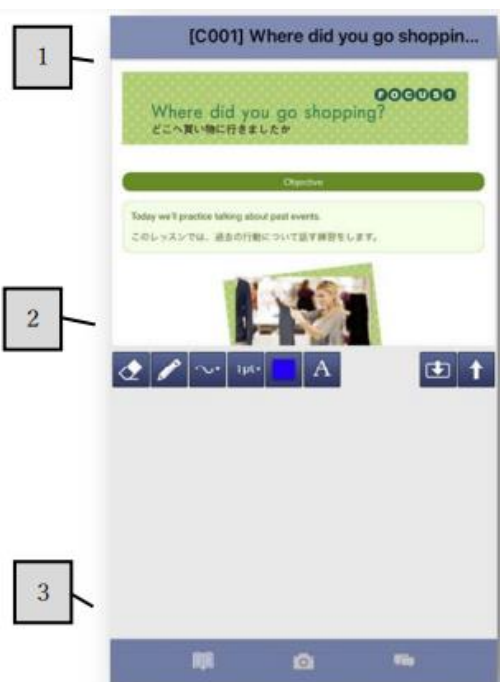 1
[C001] Where did you go shoppin...
FOCUS1
Where did you go shopping?
どこへ買い物に行きましたか
Objective
Today we'll practice talking about past events.
このレッスンでは、過去の行動について話す練習をします。
2
1pt
A
3